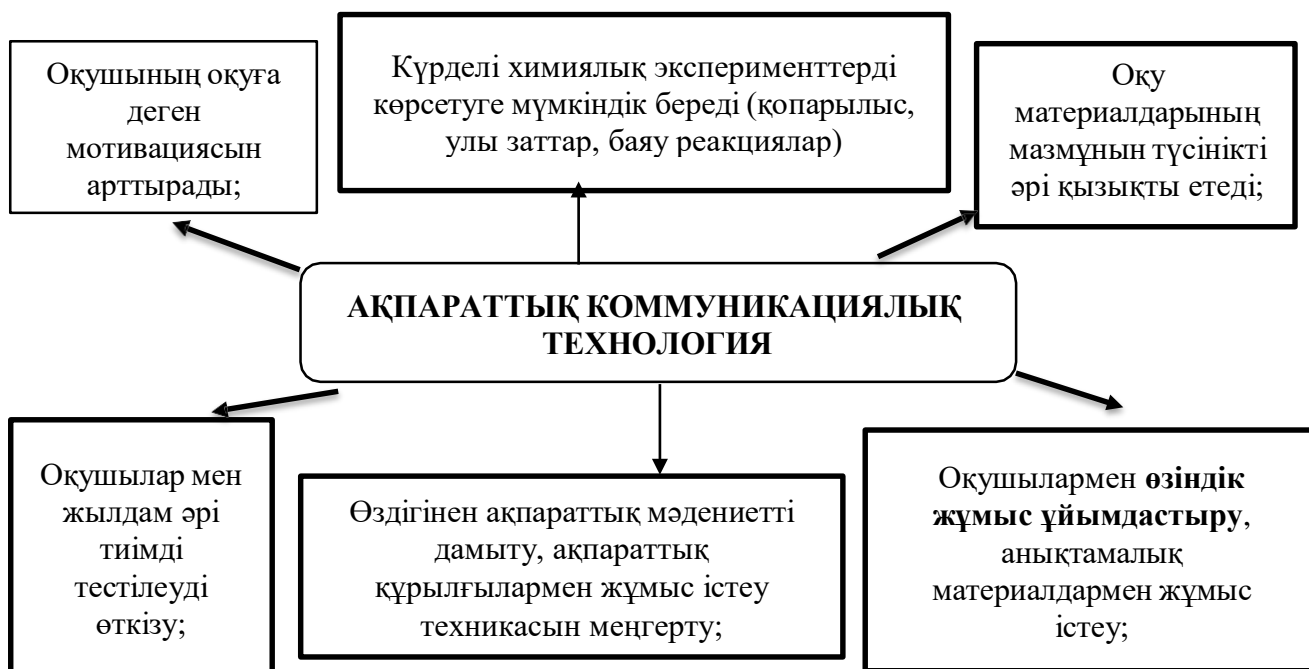 Оқушының оқуға
деген
мотивациясын
арттырады;
Күрделі химиялық эксперименттерді
көрсетуге мүмкіндік береді (қопарылыс,
улы заттар, баяу реакциялар)
Оқу
материалдарының
мазмұнын түсінікті
әрі қызықты етеді;
АҚПАРАТТЫҚ КОММУНИКАЦИЯЛЫҚ
ТЕХНОЛОГИЯ
Оқушылар мен
жылдам әрі
тиімді
тестілеуді
өткізу;
Өздігінен ақпараттық мәдениетті
дамыту, ақпараттық
құрылғылармен жұмыс істеу
техникасын меңгерту;
Оқушылармен өзіндік
жұмыс ұйымдастыру,
анықтамалық
материалдармен жұмыс
істеу;